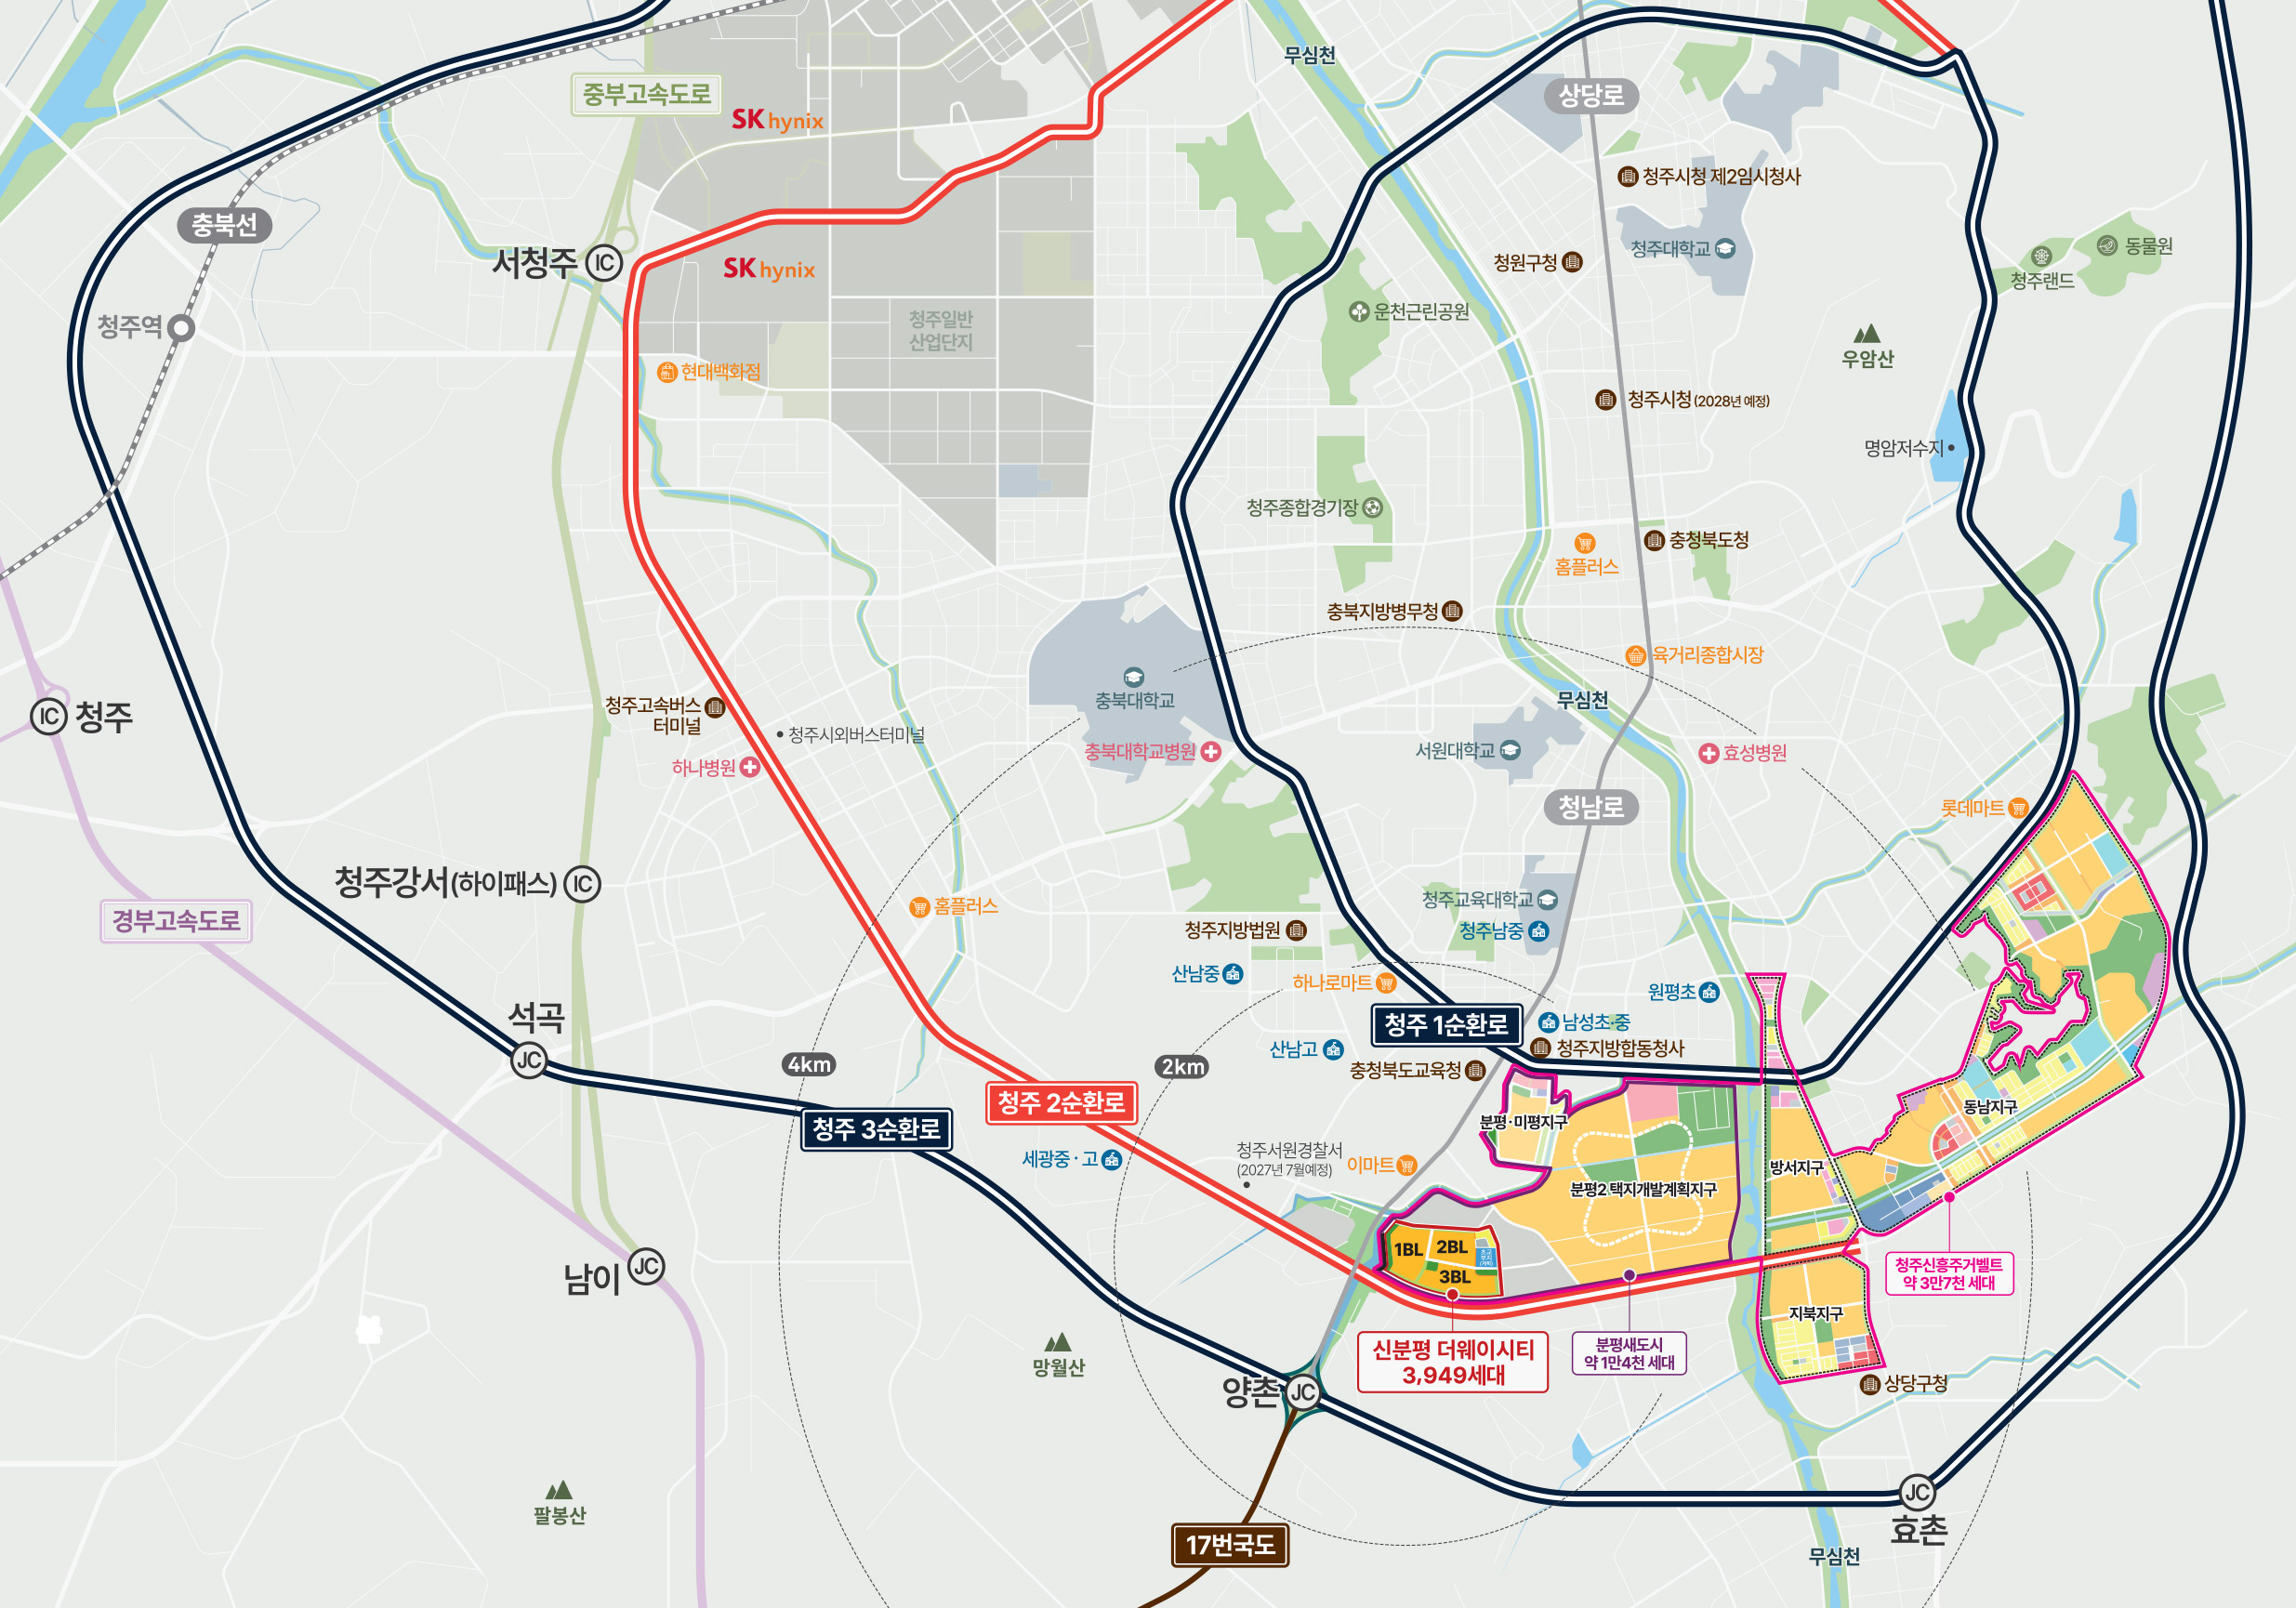 무심천
중부고속도로
상당로
SK hynix
청주시청 제2임시청사
충북선
청주대학교
동물원
서청주 IC
청원구청
청주랜드
SK hynix
운천근린공원
청주역
청주일반
산업단지
우암산
현대백화점
청주시청(2028년 예정)
명암저수지
청주종합경기장
충청북도청
홈플러스
충북지방병무청
육거리종합시장
충북대학교
무심천
IC 청주
청주고속버스
터미널
청주시외버스터미널
하나병원
충북대학교병원
서원대학교
효성병원
청남로
롯데마트
청주강서(하이패스) IC
청주교육대학교
홈플러스
경부고속도로
청주지방법원
청주남중
산남중
하나로마트
원평초
석곡
JC
청주 1순환로
남성초·중
산남고
청주지방합동청사
4km
2km
충청북도교육청
청주 2순환로
동남지구
분평·미평지구
청주 3순환로
세광중·고
청주서원경찰서
(2027년 7월예정)
이마트
방서지구
분평2 택지개발계획지구
1BL
2BL
3BL
남이 JC
청주신흥주거벨트
약 3만7천 세대
지북지구
신분평 더웨이시티
3,949세대
분평새도시
약 1만4천 세대
망월산
양촌 JC
상당구청
팔봉산
JC
효촌
17번국도
무심천